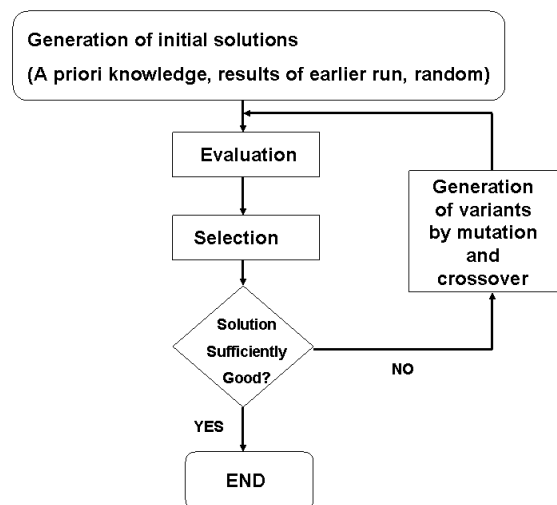 Generation of initial solutions
(A priori knowledge, results of earlier run, random)
Evaluation
Selection
Solution
Sufficiently
Good?
NO
Generation
of variants
by mutation
and
crossover
YES
END